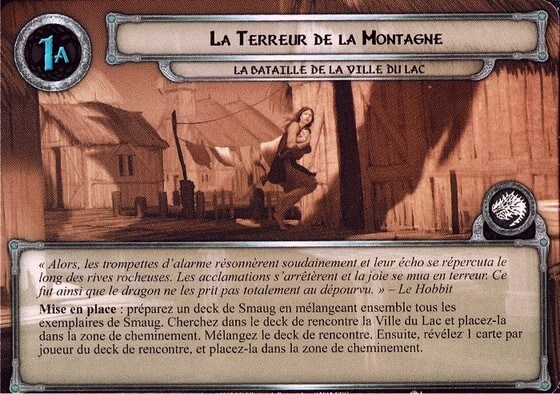 1A
LA TERREUR DE LA MONTAGNE
LA BATAILLE DE LA VILLE DU LAC
« Alors, les trompettes d'alarme résonnèrent soudainement et leur écho se répercuta le
long des rives rocheuses. Les acclamations s'arrêtèrent et la joie se mua en terreur. Ce
fut ainsi que le dragon ne les prit pas totalement au dépourvu. » – Le Hobbit
Mise en place : préparez un deck de Smaug en mélangeant ensemble tous les
exemplaires de Smaug. Cherchez dans le deck de rencontre la Ville du Lac et placez-la
dans la zone de cheminement. Mélangez le deck de rencontre. Ensuite, révélez 1 carte par
joueur du deck de rencontre, et placez-la dans la zone de cheminement.